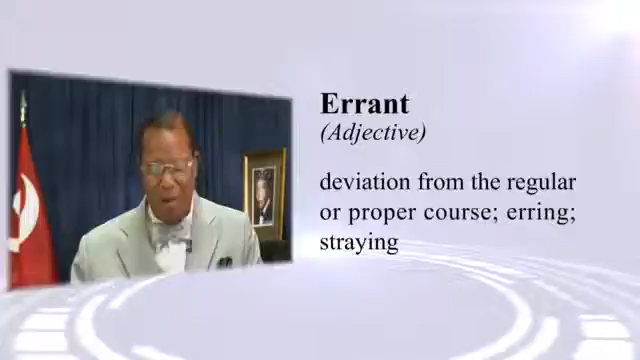 Errant
(Adjective)
deviation from the regular
or proper course; erring;
straying